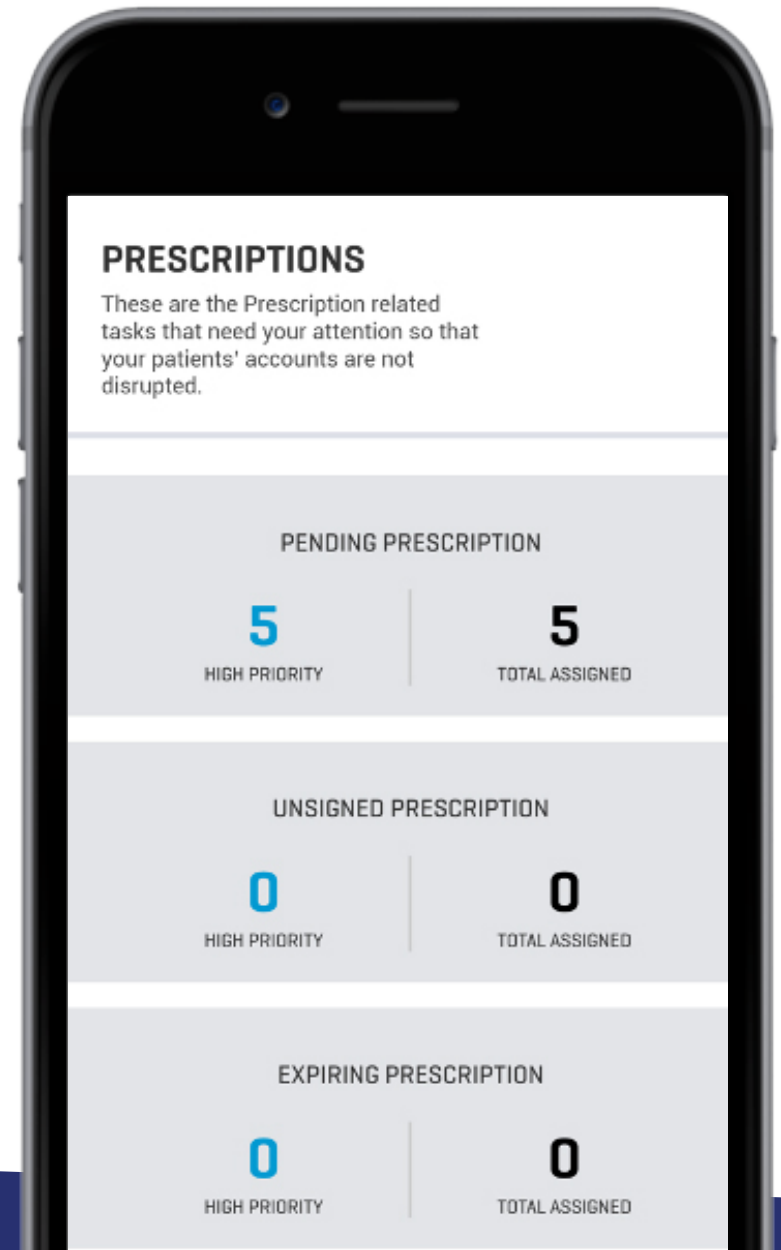 PRESCRIPTIONS
These are the Prescription related
tasks that need your attention so that
your patients' accounts are not
disrupted.
PENDING PRESCRIPTION
5 5
HIGH PRIORITY TOTAL ASSIGNED
UNSIGNED PRESCRIPTION
0 0
HIGH PRIORITY TOTAL ASSIGNED
EXPIRING PRESCRIPTION
0 0
HIGH PRIORITY TOTAL ASSIGNED